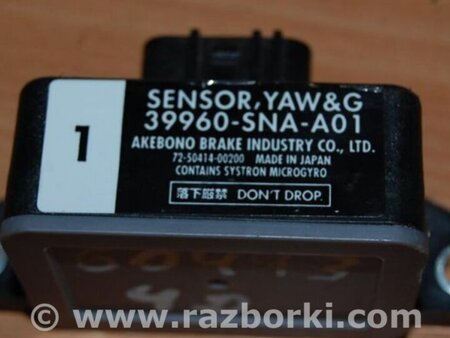 1
SENSOR, YAW&G
39960-SNA-A01
AKEBONO BRAKE INDUSTRY CO., LTD.
72-50414-00200 MADE IN JAPAN
CONTAINS SYSTRON MICROGYRO
落下厳禁 DON'T DROP.
© www.razborki.com